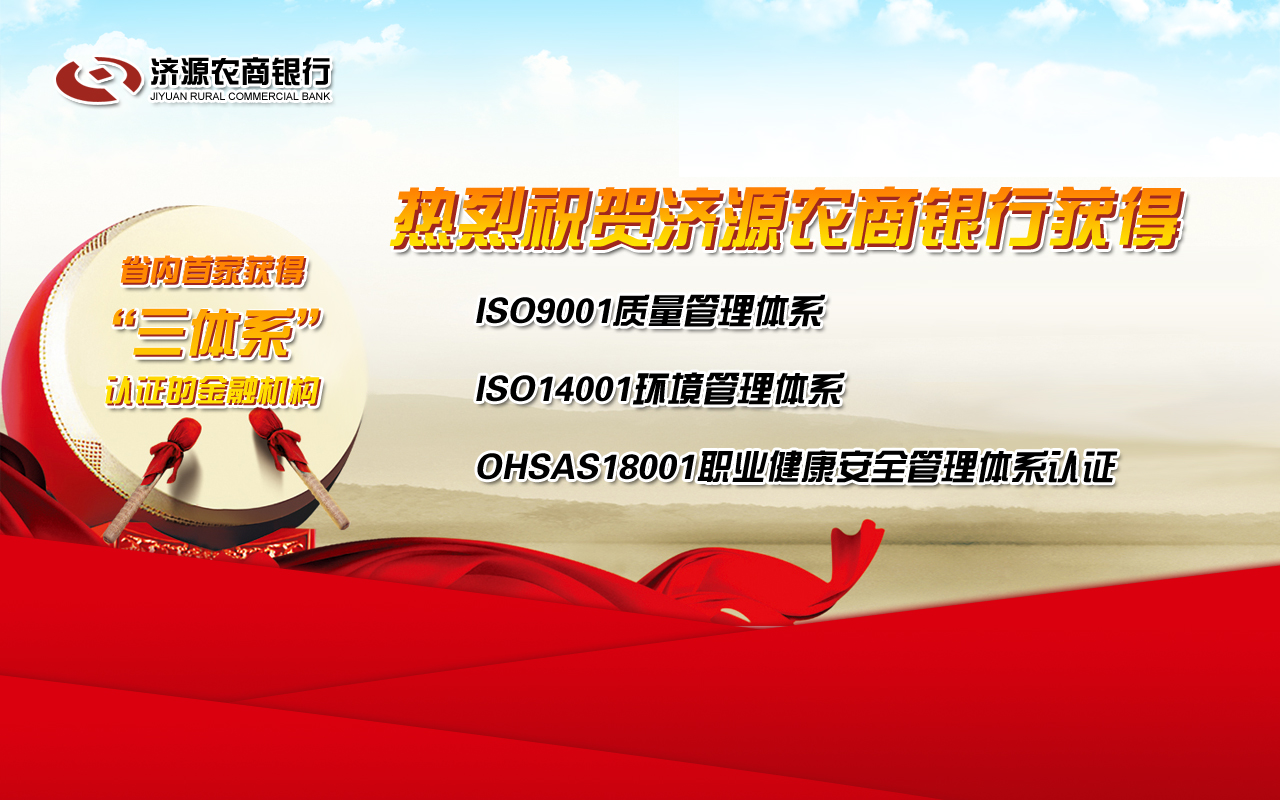 济源农商银行
JIYUAN RURAL COMMERCIAL BANK
热烈祝贺济源农商银行获得
省内首家获得
“三体系”
认证的金融机构
ISO9001质量管理体系
ISO14001环境管理体系
OHSAS18001职业健康安全管理体系认证